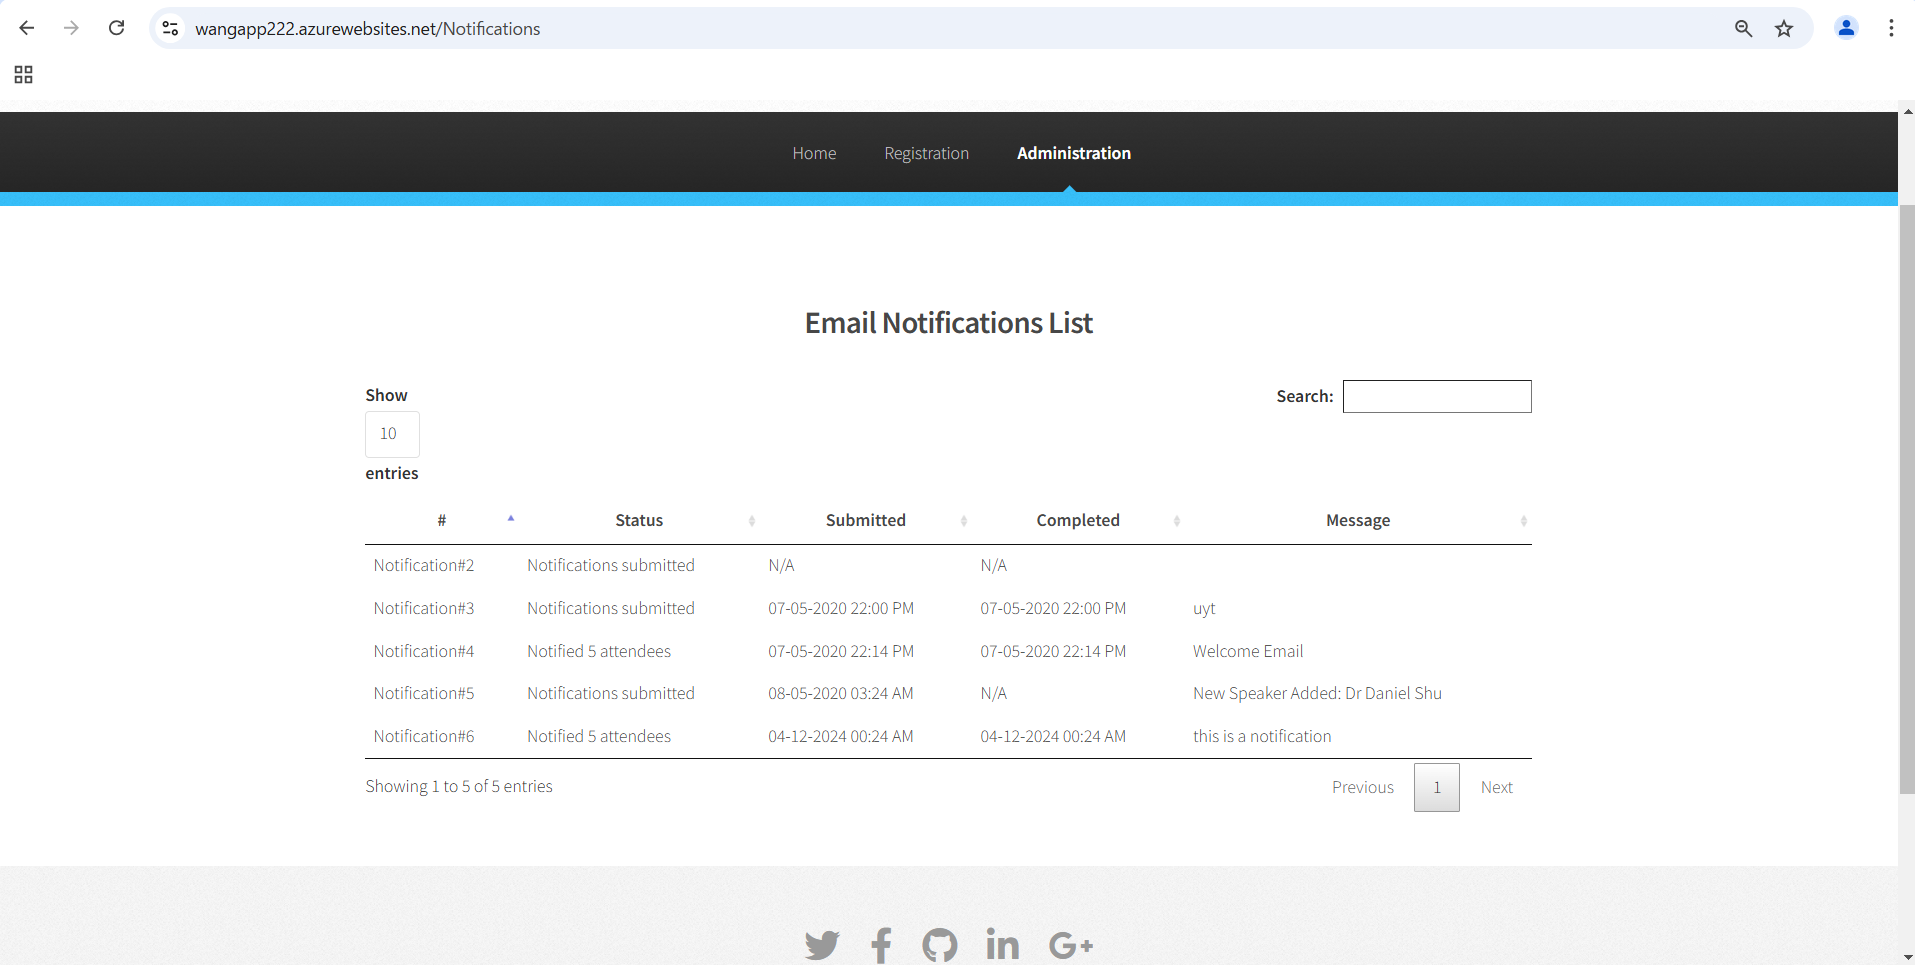 wangapp222.azurewebsites.net/Notifications
Home Registration Administration
Email Notifications List
Show
10
entries
Search:
# Status Submitted Completed Message
Notification#2 Notifications submitted N/A N/A
Notification#3 Notifications submitted 07-05-2020 22:00 PM 07-05-2020 22:00 PM uyt
Notification#4 Notified 5 attendees 07-05-2020 22:14 PM 07-05-2020 22:14 PM Welcome Email
Notification#5 Notifications submitted 08-05-2020 03:24 AM N/A New Speaker Added: Dr Daniel Shu
Notification#6 Notified 5 attendees 04-12-2024 00:24 AM 04-12-2024 00:24 AM this is a notification
Showing 1 to 5 of 5 entries
Previous 1 Next